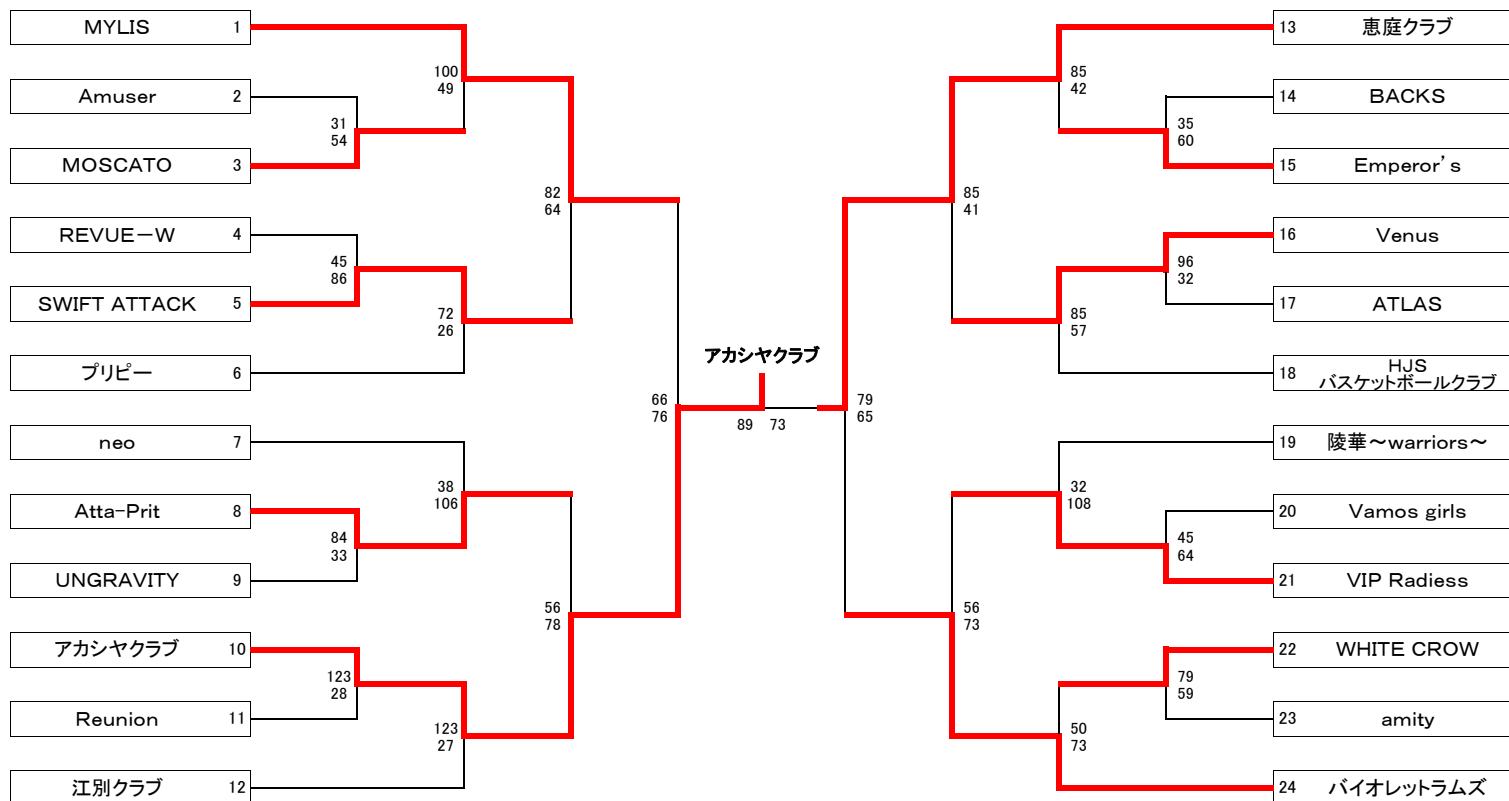 MYLIS 1
Amuser 2
MOSCATO 3
REVUE－W 4
SWIFT ATTACK 5
プリピー 6
neo 7
Atta-Prit 8
UNGRAVITY 9
アカシヤクラブ 10
Reunion 11
江別クラブ 12
31
54
45
86
84
33
123
28
100
49
72
26
38
106
123
27
82
64
56
78
66
76
アカシヤクラブ
89 73
79
65
85
41
56
73
85
42
85
57
32
108
50
73
35
60
96
32
45
64
79
59
13 恵庭クラブ
14 BACKS
15 Emperor’s
16 Venus
17 ATLAS
18 HJS
バスケットボールクラブ
19 陵華～warriors～
20 Vamos girls
21 VIP Radiess
22 WHITE CROW
23 amity
24 バイオレットラムズ